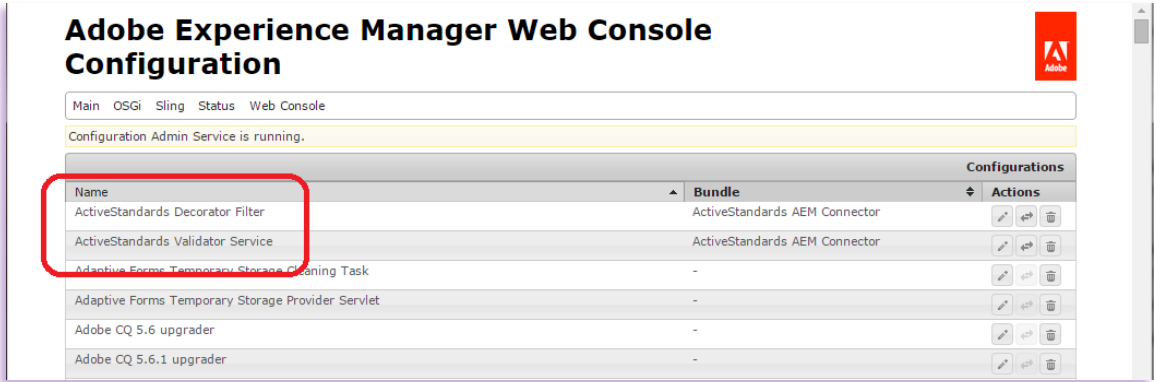 Adobe Experience Manager Web Console
Configuration
Adobe
Main OSGi Sling Status Web Console
Configuration Admin Service is running.
Configurations
Name Bundle Actions
ActiveStandards Decorator Filter ActiveStandards AEM Connector
ActiveStandards Validator Service ActiveStandards AEM Connector
Adaptive Forms Temporary Storage Cleaning Task -
Adaptive Forms Temporary Storage Provider Servlet -
Adobe CQ 5.6 upgrader -
Adobe CQ 5.6.1 upgrader -